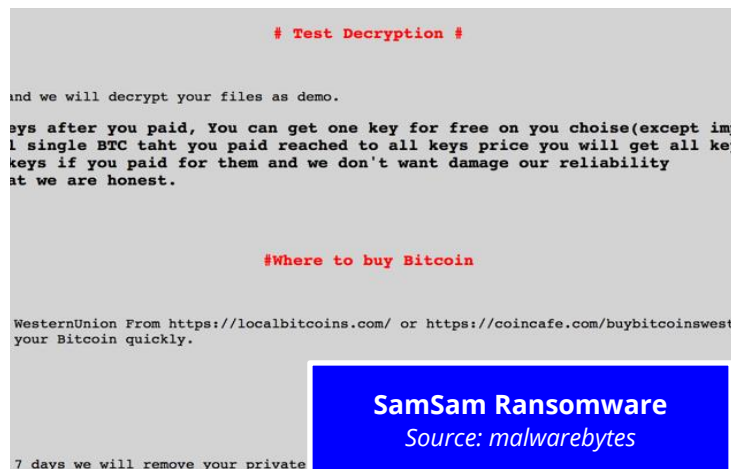 # Test Decryption #
and we will decrypt your files as demo.
eys after you paid, You can get one key for free on you choise(except im
l single BTC taht you paid reached to all keys price you will get all ke
keys if you paid for them and we don't want damage our reliability
at we are honest.
#Where to buy Bitcoin
WesternUnion From https://localbitcoins.com/ or https://coincafe.com/buybitcoinswest
your Bitcoin quickly.
SamSam Ransomware
Source: malwarebytes
7 days we will remove your private